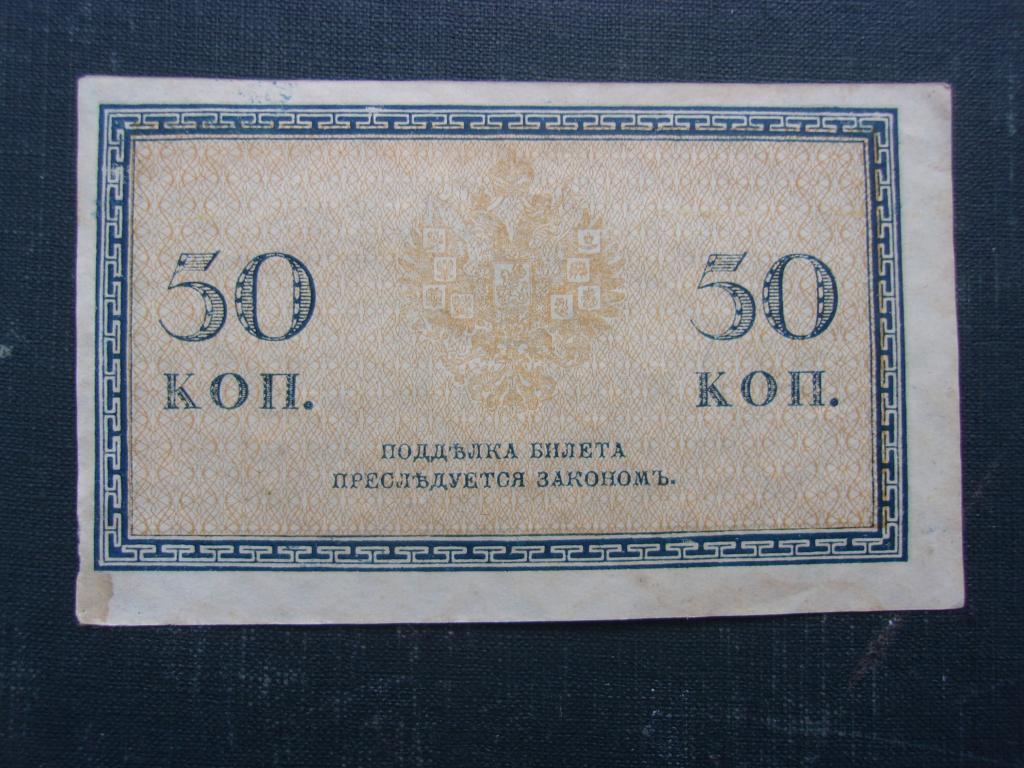 50 50
КОП. КОП.
ПОДДѢЛКА БИЛЕТА
ПРЕСЛѢДУЕТСЯ ЗАКОНОМЪ.